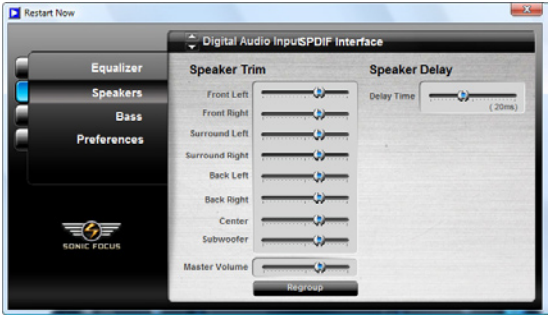 Restart Now
Digital Audio InputSPDIF Interface
Equalizer
Speakers
Bass
Preferences
SONIC FOCUS
Speaker Trim
Front Left
Front Right
Surround Left
Surround Right
Back Left
Back Right
Center
Subwoofer
Master Volume
Regroup
Speaker Delay
Delay Time
( 20ms)